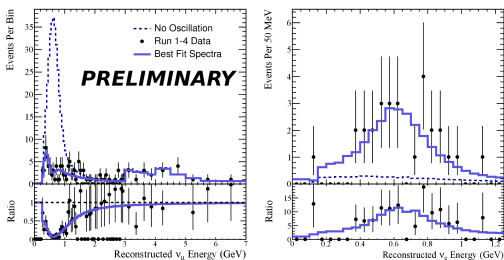 Events Per Bin
35
30
25
20
15
10
5
0
No Oscillation
Run 1-4 Data
Best Fit Spectra
PRELIMINARY
Ratio
1
0.5
0
0 1 2 3 4 5 6 7
Reconstructed νμ Energy (GeV)
Events Per 50 MeV
6
5
4
3
2
1
0
Ratio
15
10
5
0
0 0.2 0.4 0.6 0.8 1 1.2
Reconstructed νe Energy (GeV)